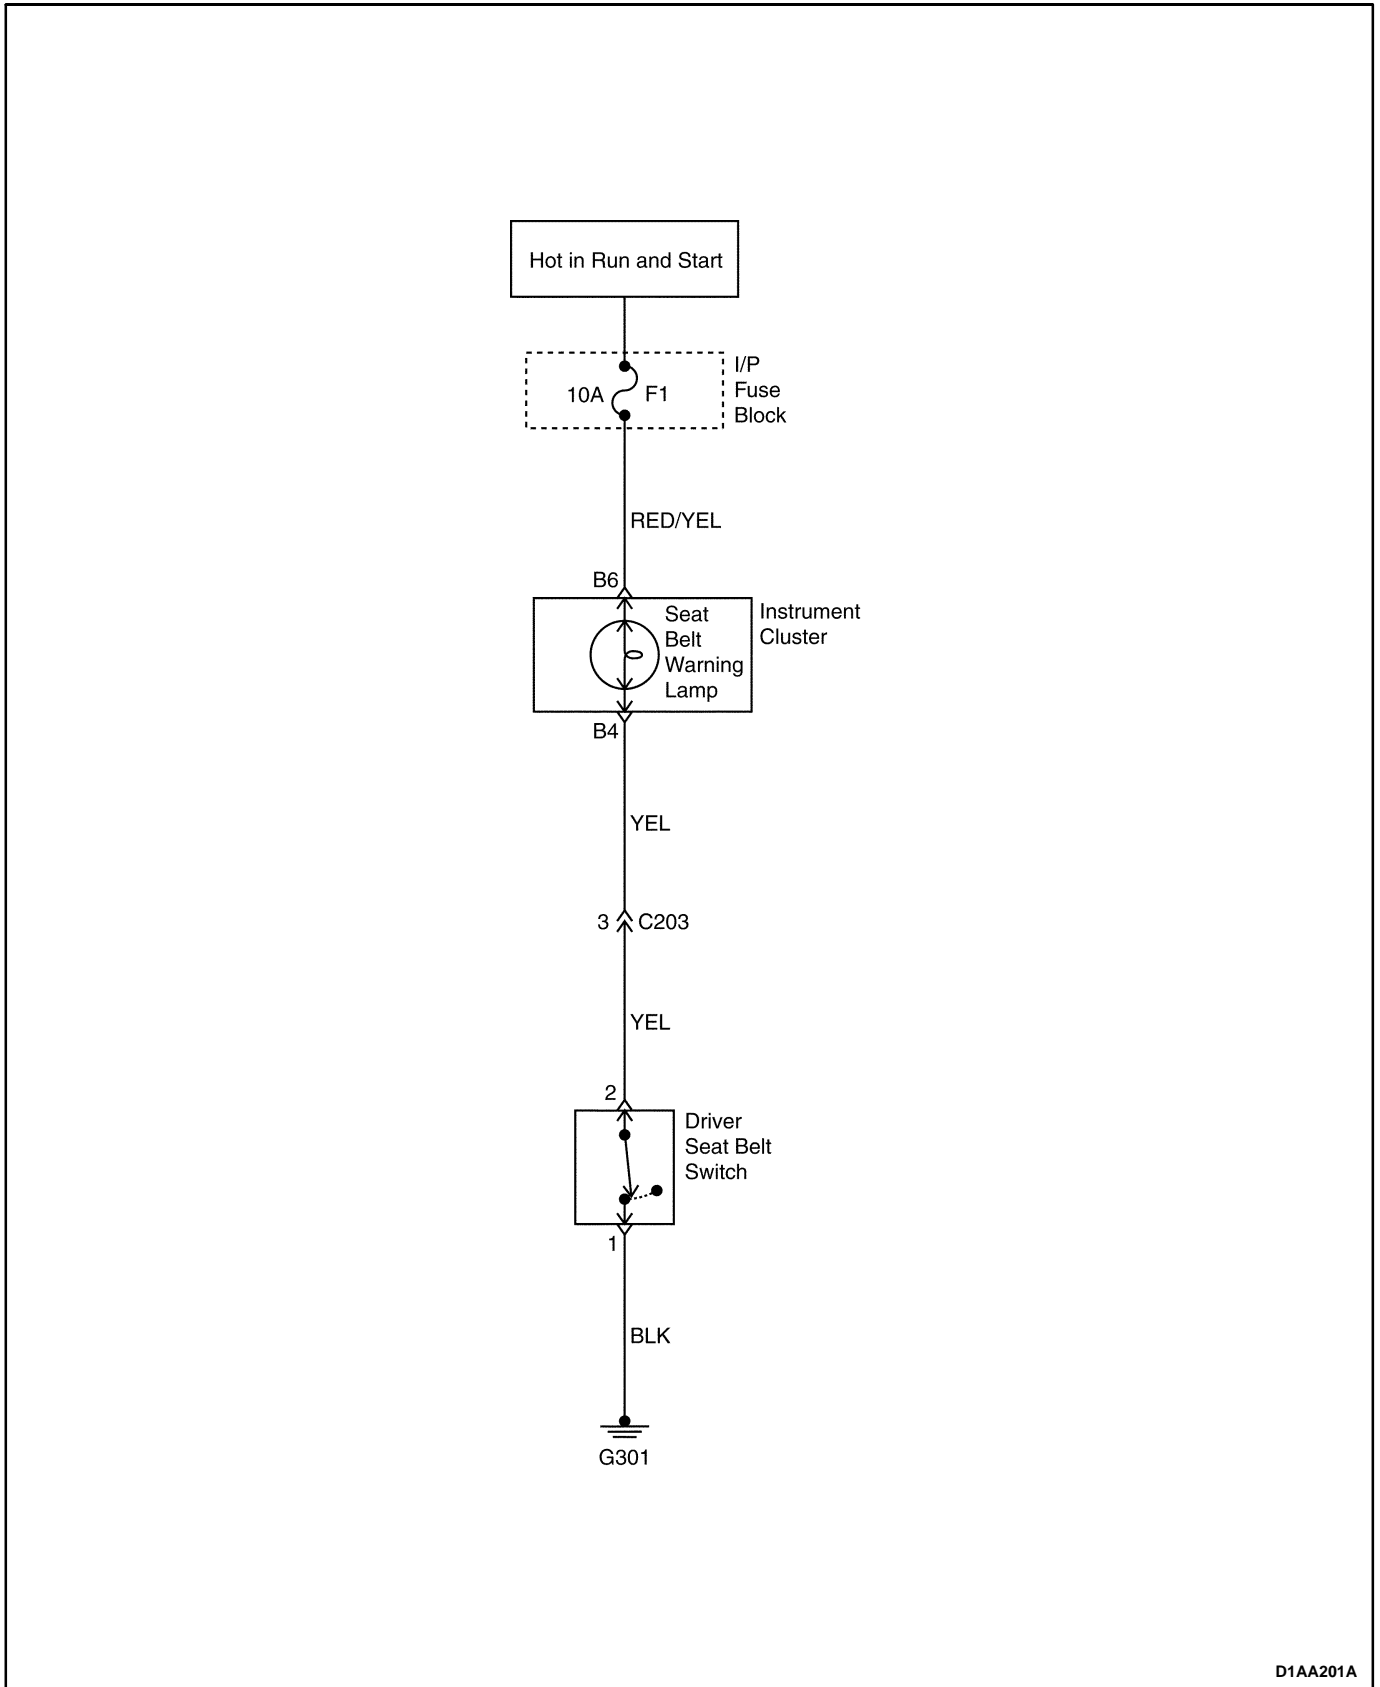 Hot in Run and Start
10A
F1
I/P
Fuse
Block
RED/YEL
B6
Seat
Belt
Warning
Lamp
Instrument
Cluster
B4
YEL
3
C203
YEL
2
Driver
Seat Belt
Switch
1
BLK
G301
D1AA201A